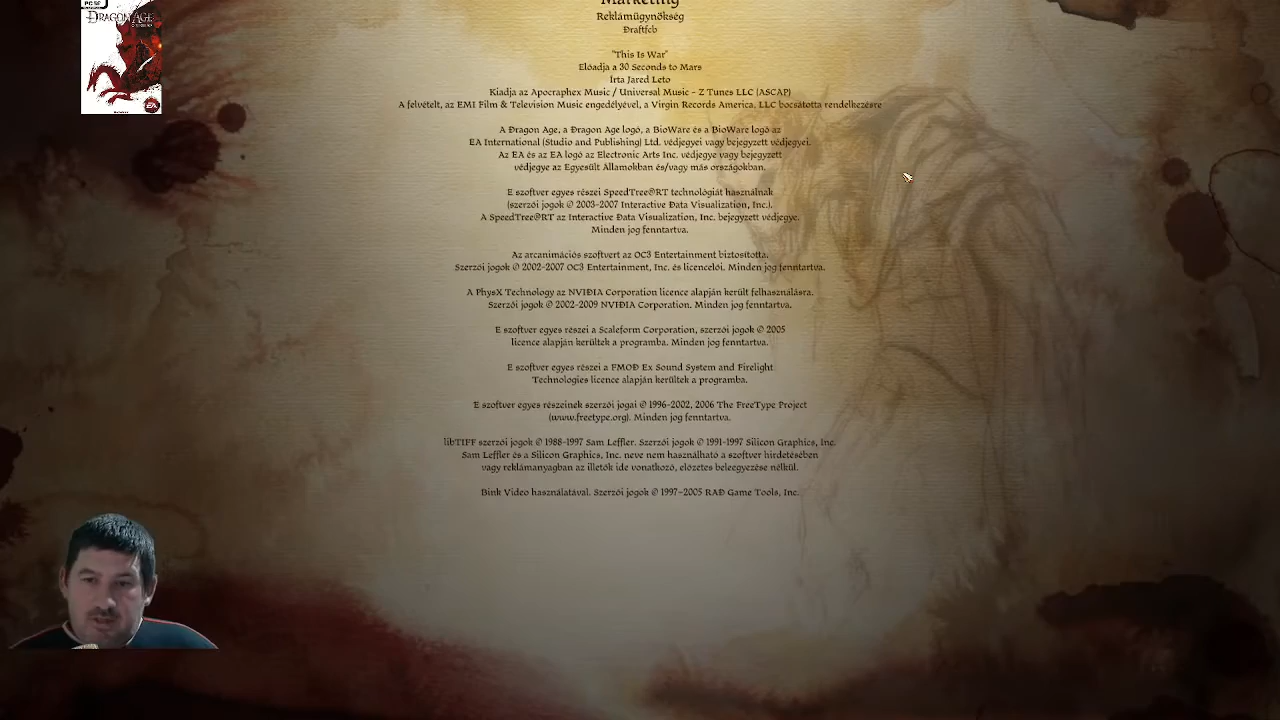 PC DVD
DRAGON AGE
ORIGINS
EA
Marketing
Reklámügynökség
Draftfcb
"This Is War"
Előadja a 30 Seconds to Mars
Írta Jared Leto
Kiadja az Apocraphex Music / Universal Music - Z Tunes LLC (ASCAP)
A felvételt, az EMI Film & Television Music engedélyével, a Virgin Records America, LLC bocsátotta rendelkezésre
A Dragon Age, a Dragon Age logó, a BioWare és a BioWare logó az
EA International (Studio and Publishing) Ltd. védjegyei vagy bejegyzett védjegyei.
Az EA és az EA logó az Electronic Arts Inc. védjegye vagy bejegyzett
védjegye az Egyesült Államokban és/vagy más országokban.
E szoftver egyes részei SpeedTree®RT technológiát használnak
(szerzői jogok © 2003-2007 Interactive Data Visualization, Inc.).
A SpeedTree®RT az Interactive Data Visualization, Inc. bejegyzett védjegye.
Minden jog fenntartva.
Az arcanimációs szoftvert az OC3 Entertainment biztosította.
Szerzői jogok © 2002-2007 OC3 Entertainment, Inc. és licencelői. Minden jog fenntartva.
A PhysX Technology az NVIDIA Corporation licence alapján került felhasználásra.
Szerzői jogok © 2002-2009 NVIDIA Corporation. Minden jog fenntartva.
E szoftver egyes részei a Scaleform Corporation, szerzői jogok © 2005
licence alapján kerültek a programba. Minden jog fenntartva.
E szoftver egyes részei a FMOD Ex Sound System and Firelight
Technologies licence alapján kerültek a programba.
E szoftver egyes részeinek szerzői jogai © 1996-2002, 2006 The FreeType Project
(www.freetype.org). Minden jog fenntartva.
libTIFF szerzői jogok © 1988-1997 Sam Leffler. Szerzői jogok © 1991-1997 Silicon Graphics, Inc.
Sam Leffler és a Silicon Graphics, Inc. neve nem használható a szoftver hirdetésében
vagy reklámanyagban az illetők ide vonatkozó, előzetes beleegyezése nélkül.
Bink Video használatával. Szerzői jogok © 1997-2005 RAD Game Tools, Inc.